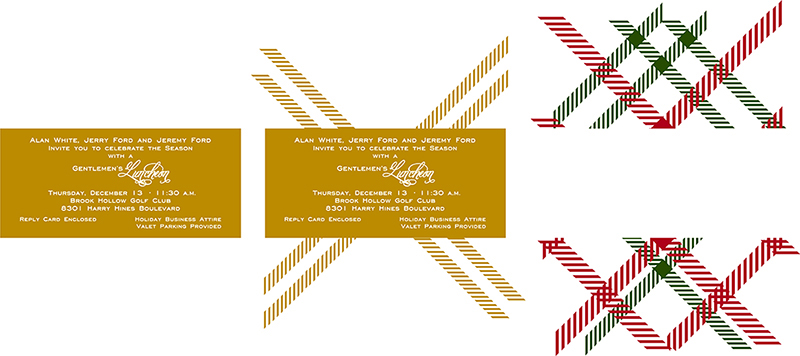 Alan White, Jerry Ford and Jeremy Ford
Invite you to celebrate the Season
with a
Gentlemen's Luncheon
Thursday, December 13 · 11:30 a.m.
Brook Hollow Golf Club
8301 Harry Hines Boulevard
Reply Card Enclosed Holiday Business Attire
Valet Parking Provided
Alan White, Jerry Ford and Jeremy Ford
Invite you to celebrate the Season
with a
Gentlemen's Luncheon
Thursday, December 13 · 11:30 a.m.
Brook Hollow Golf Club
8301 Harry Hines Boulevard
Reply Card Enclosed Holiday Business Attire
Valet Parking Provided